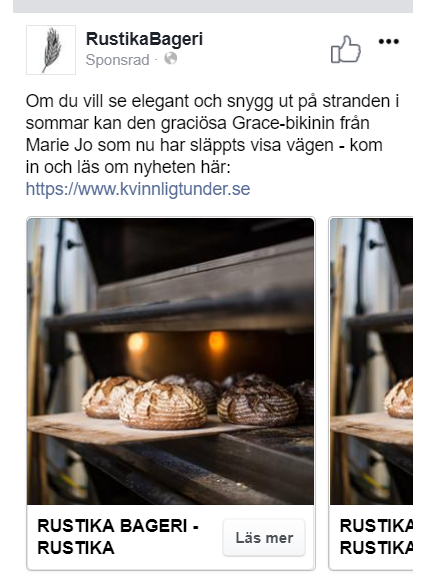 RustikaBageri
Sponsrad ·
Om du vill se elegant och snygg ut på stranden i
sommar kan den graciösa Grace-bikinin från
Marie Jo som nu har släppts visa vägen - kom
in och läs om nyheten här:
https://www.kvinnligtunder.se
RUSTIKA BAGERI -
RUSTIKA
Läs mer
RUSTIKA
RUSTIKA